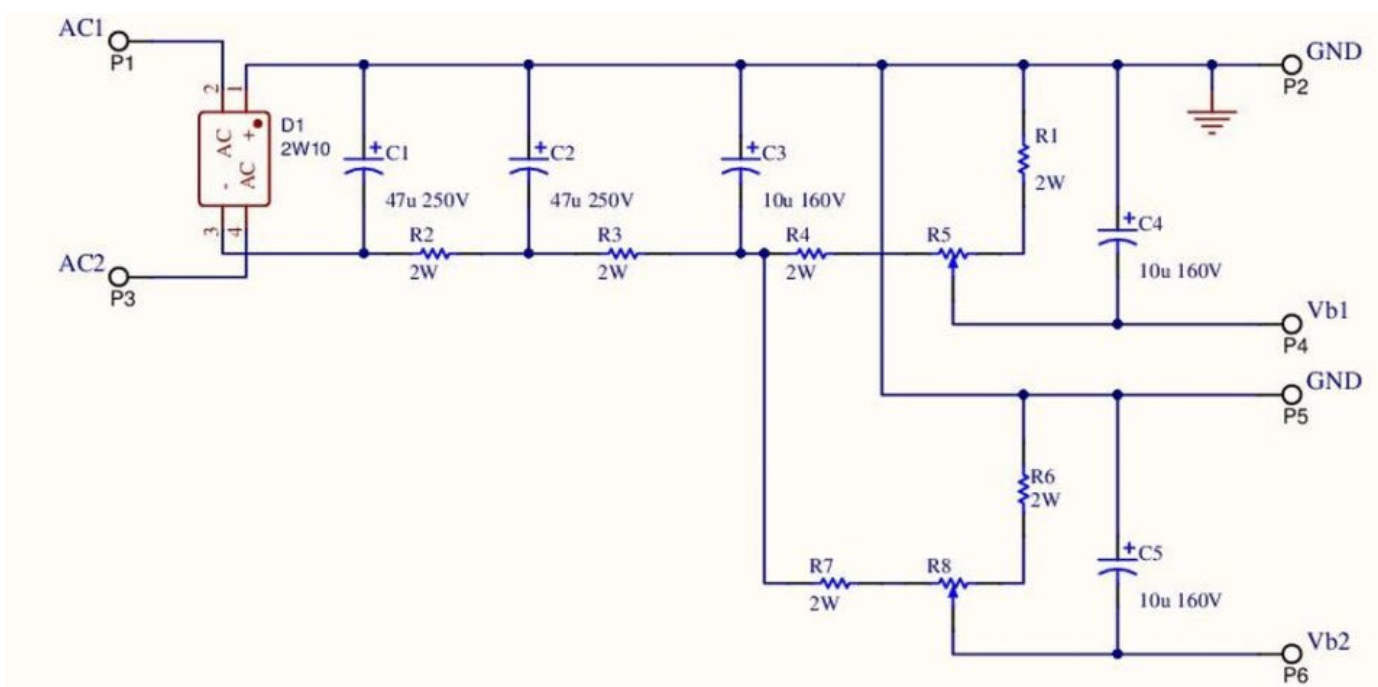 AC1
P1
2
1
AC
+
-
AC
D1
2W10
3
4
AC2
P3
+
C1
47u 250V
+
C2
47u 250V
+
C3
10u 160V
R1
2W
+
C4
10u 160V
GND
P2
R2
2W
R3
2W
R4
2W
R5
Vb1
P4
GND
P5
R6
2W
+
C5
10u 160V
R7
2W
R8
Vb2
P6